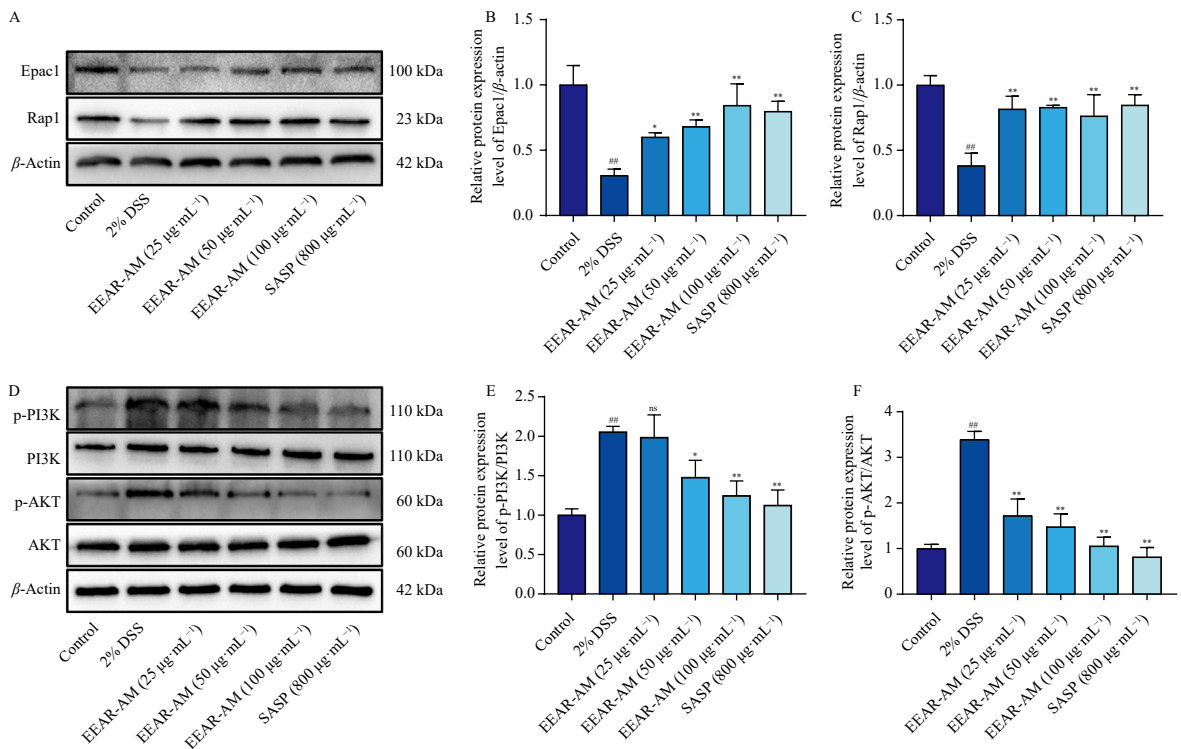 A
Epac1
100 kDa
Rap1
23 kDa
β-Actin
42 kDa
Control
2% DSS
EEAR-AM (25 μg·mL⁻¹)
EEAR-AM (50 μg·mL⁻¹)
EEAR-AM (100 μg·mL⁻¹)
SASP (800 μg·mL⁻¹)
B
Relative protein expression
level of Epac1/β-actin
1.5
1.0
0.5
0.0
##
*
**
**
**
Control
2% DSS
EEAR-AM (25 μg·mL⁻¹)
EEAR-AM (50 μg·mL⁻¹)
EEAR-AM (100 μg·mL⁻¹)
SASP (800 μg·mL⁻¹)
C
Relative protein expression
level of Rap1/β-actin
1.5
1.0
0.5
0.0
##
**
**
**
**
Control
2% DSS
EEAR-AM (25 μg·mL⁻¹)
EEAR-AM (50 μg·mL⁻¹)
EEAR-AM (100 μg·mL⁻¹)
SASP (800 μg·mL⁻¹)
D
p-PI3K
110 kDa
PI3K
110 kDa
p-AKT
60 kDa
AKT
60 kDa
β-Actin
42 kDa
Control
2% DSS
EEAR-AM (25 μg·mL⁻¹)
EEAR-AM (50 μg·mL⁻¹)
EEAR-AM (100 μg·mL⁻¹)
SASP (800 μg·mL⁻¹)
E
Relative protein expression
level of p-PI3K/PI3K
2.5
2.0
1.5
1.0
0.5
0.0
##
ns
*
**
**
Control
2% DSS
EEAR-AM (25 μg·mL⁻¹)
EEAR-AM (50 μg·mL⁻¹)
EEAR-AM (100 μg·mL⁻¹)
SASP (800 μg·mL⁻¹)
F
Relative protein expression
level of p-AKT/AKT
4
3
2
1
0
##
**
**
**
**
Control
2% DSS
EEAR-AM (25 μg·mL⁻¹)
EEAR-AM (50 μg·mL⁻¹)
EEAR-AM (100 μg·mL⁻¹)
SASP (800 μg·mL⁻¹)